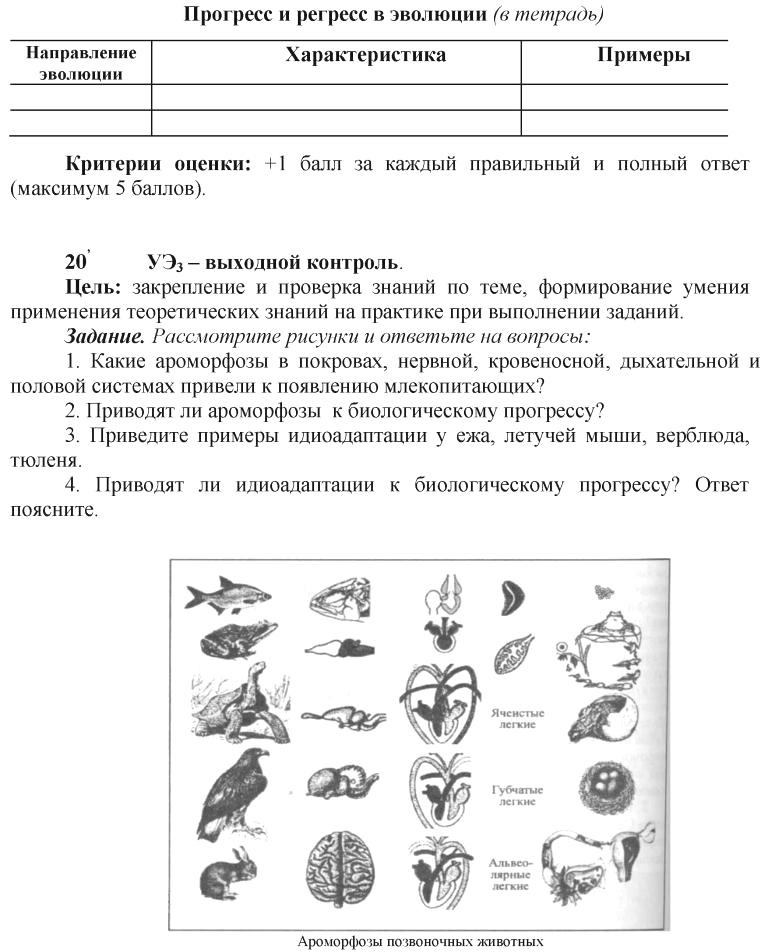 Прогресс и регресс в эволюции (в тетрадь)
Направление эволюции Характеристика Примеры
Критерии оценки: +1 балл за каждый правильный и полный ответ
(максимум 5 баллов).
20’ УЭ₃ – выходной контроль.
Цель: закрепление и проверка знаний по теме, формирование умения
применения теоретических знаний на практике при выполнении заданий.
Задание. Рассмотрите рисунки и ответьте на вопросы:
1. Какие ароморфозы в покровах, нервной, кровеносной, дыхательной и
половой системах привели к появлению млекопитающих?
2. Приводят ли ароморфозы к биологическому прогрессу?
3. Приведите примеры идиоадаптации у ежа, летучей мыши, верблюда,
тюленя.
4. Приводят ли идиоадаптации к биологическому прогрессу? Ответ
поясните.
Ячеистые
легкие
Губчатые
легкие
Альвео-
лярные
легкие
Ароморфозы позвоночных животных